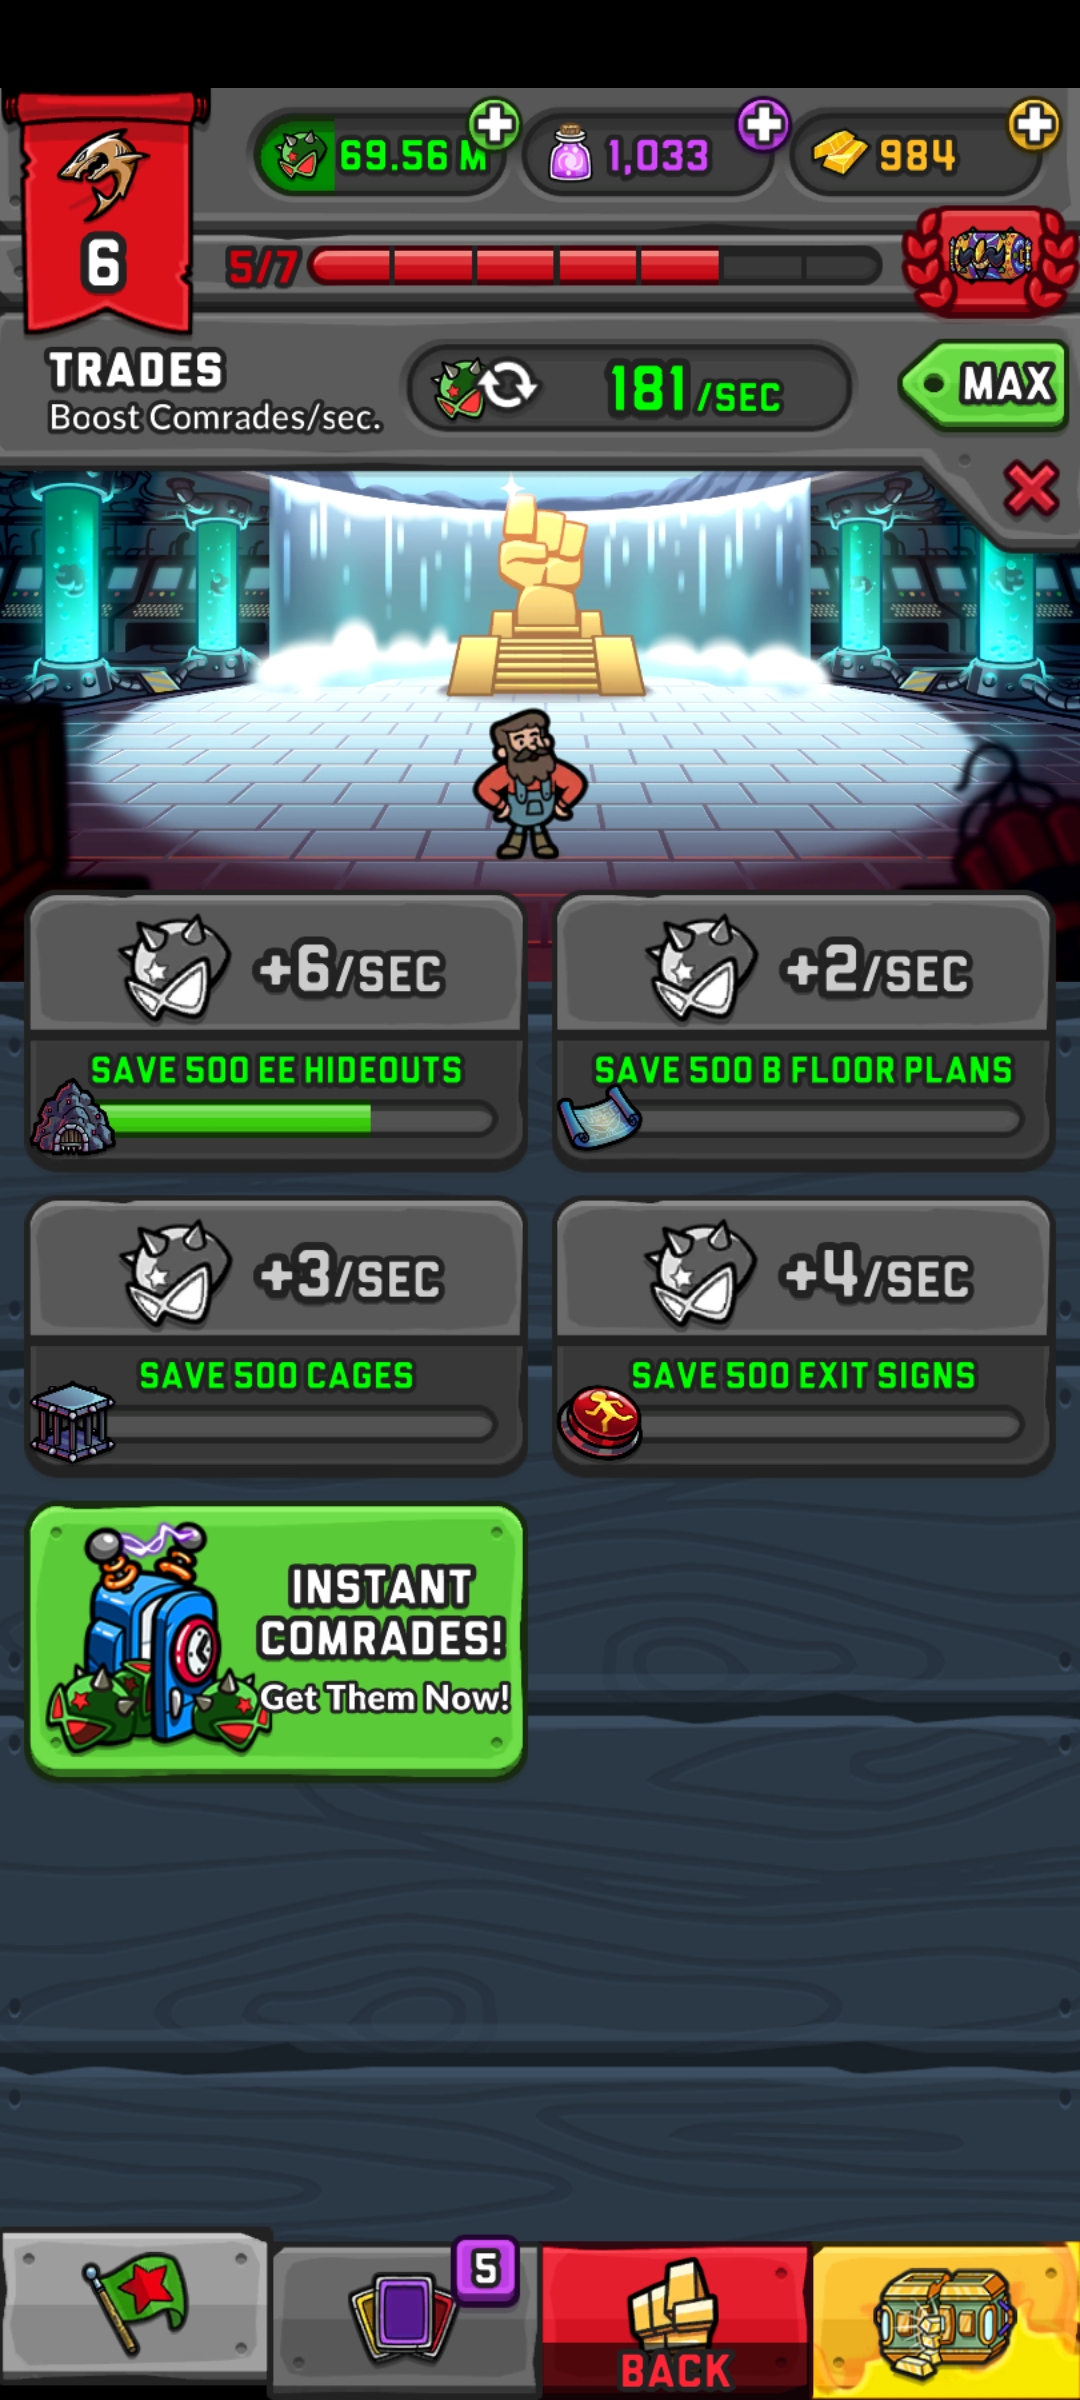 69.56 M
1,033
984
6
5/7
TRADES
Boost Comrades/sec.
181/SEC
MAX
+6/SEC
+2/SEC
SAVE 500 EE HIDEOUTS
SAVE 500 B FLOOR PLANS
+3/SEC
+4/SEC
SAVE 500 CAGES
SAVE 500 EXIT SIGNS
INSTANT
COMRADES!
Get Them Now!
5
BACK